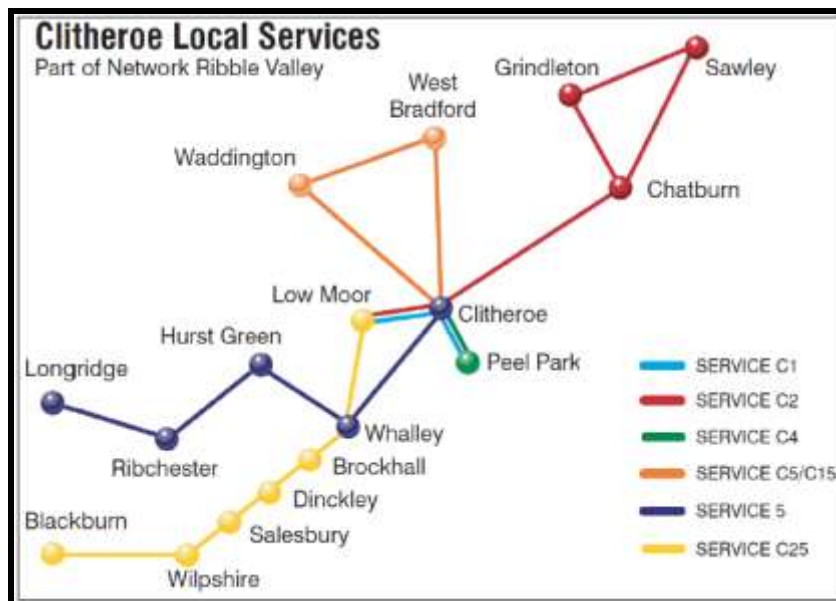 Clitheroe Local Services
Part of Network Ribble Valley
West
Bradford
Grindleton
Sawley
Waddington
Chatburn
Low Moor
Clitheroe
Hurst Green
Peel Park
Longridge
Whalley
Ribchester
Brockhall
Dinckley
Blackburn
Salesbury
Wilpshire
SERVICE C1
SERVICE C2
SERVICE C4
SERVICE C5/C15
SERVICE 5
SERVICE C25